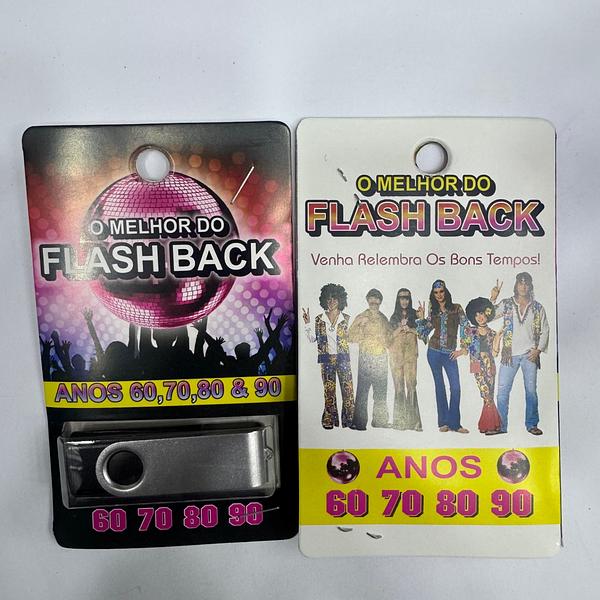 O MELHOR DO
FLASH BACK
ANOS 60,70,80 & 90
60 70 80 90
O MELHOR DO
FLASH BACK
Venha Relembra Os Bons Tempos!
ANOS
60 70 80 90